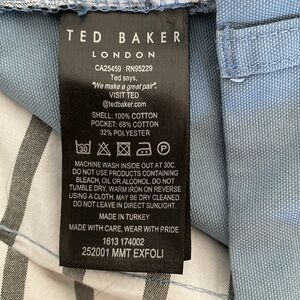 TED BAKER
LONDON
CA25459 RN95229
Ted says,
"We make a great pair".
VISIT TED
@tedbaker.com
SHELL: 100% COTTON
POCKET: 68% COTTON
32% POLYESTER
MACHINE WASH INSIDE OUT AT 30C.
DO NOT USE PRODUCTS CONTAINING
BLEACH, OIL OR ALCOHOL. DO NOT
TUMBLE DRY. WARM IRON ON REVERSE
USING A CLOTH. MAY BE DRY CLEANED.
DO NOT LEAVE IN DIRECT SUNLIGHT.
MADE IN TURKEY
MADE WITH CARE, WEAR WITH PRIDE
1613 174002
252001 MMT EXFOLI